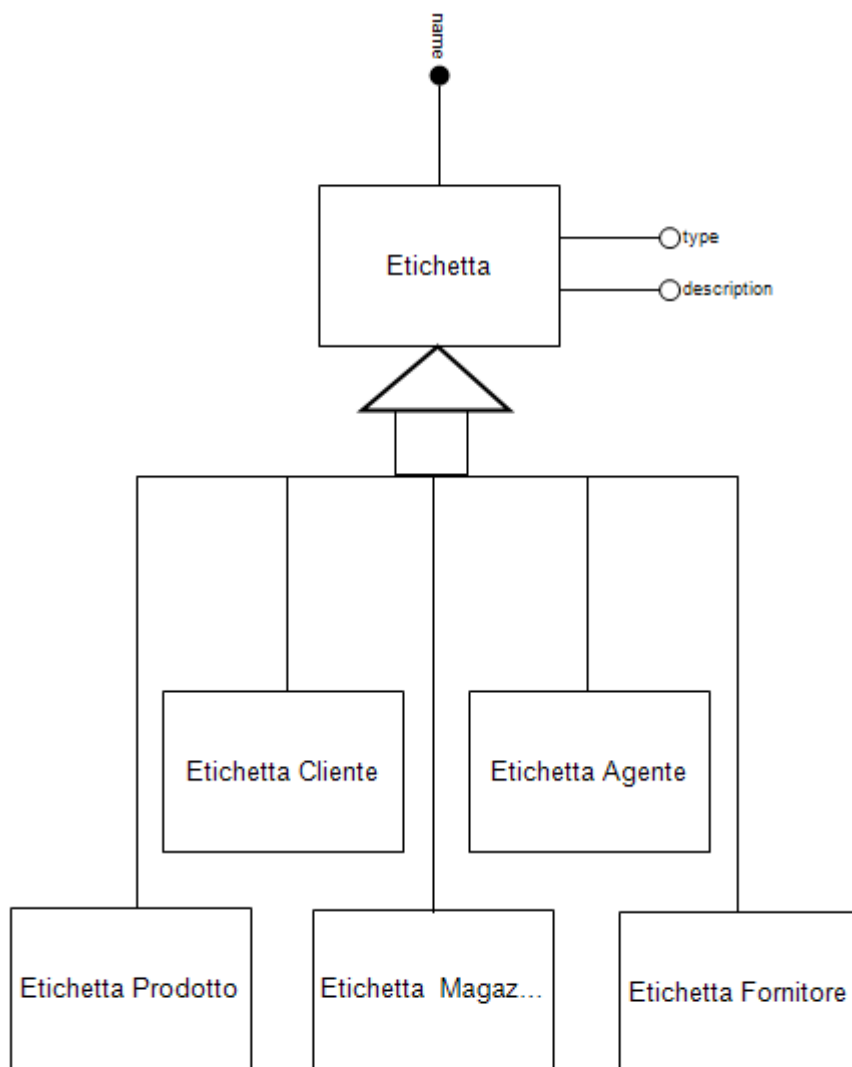 name
Etichetta
type
description
Etichetta Cliente
Etichetta Agente
Etichetta Prodotto
Etichetta Magaz...
Etichetta Fornitore